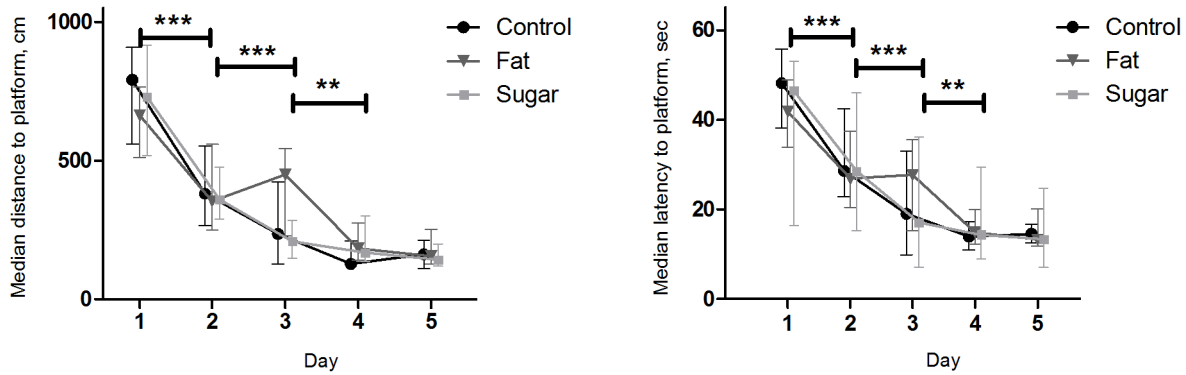 Median distance to platform, cm
1000
500
0
***
***
**
Control
Fat
Sugar
1 2 3 4 5
Day
Median latency to platform, sec
60
40
20
0
***
***
**
Control
Fat
Sugar
1 2 3 4 5
Day